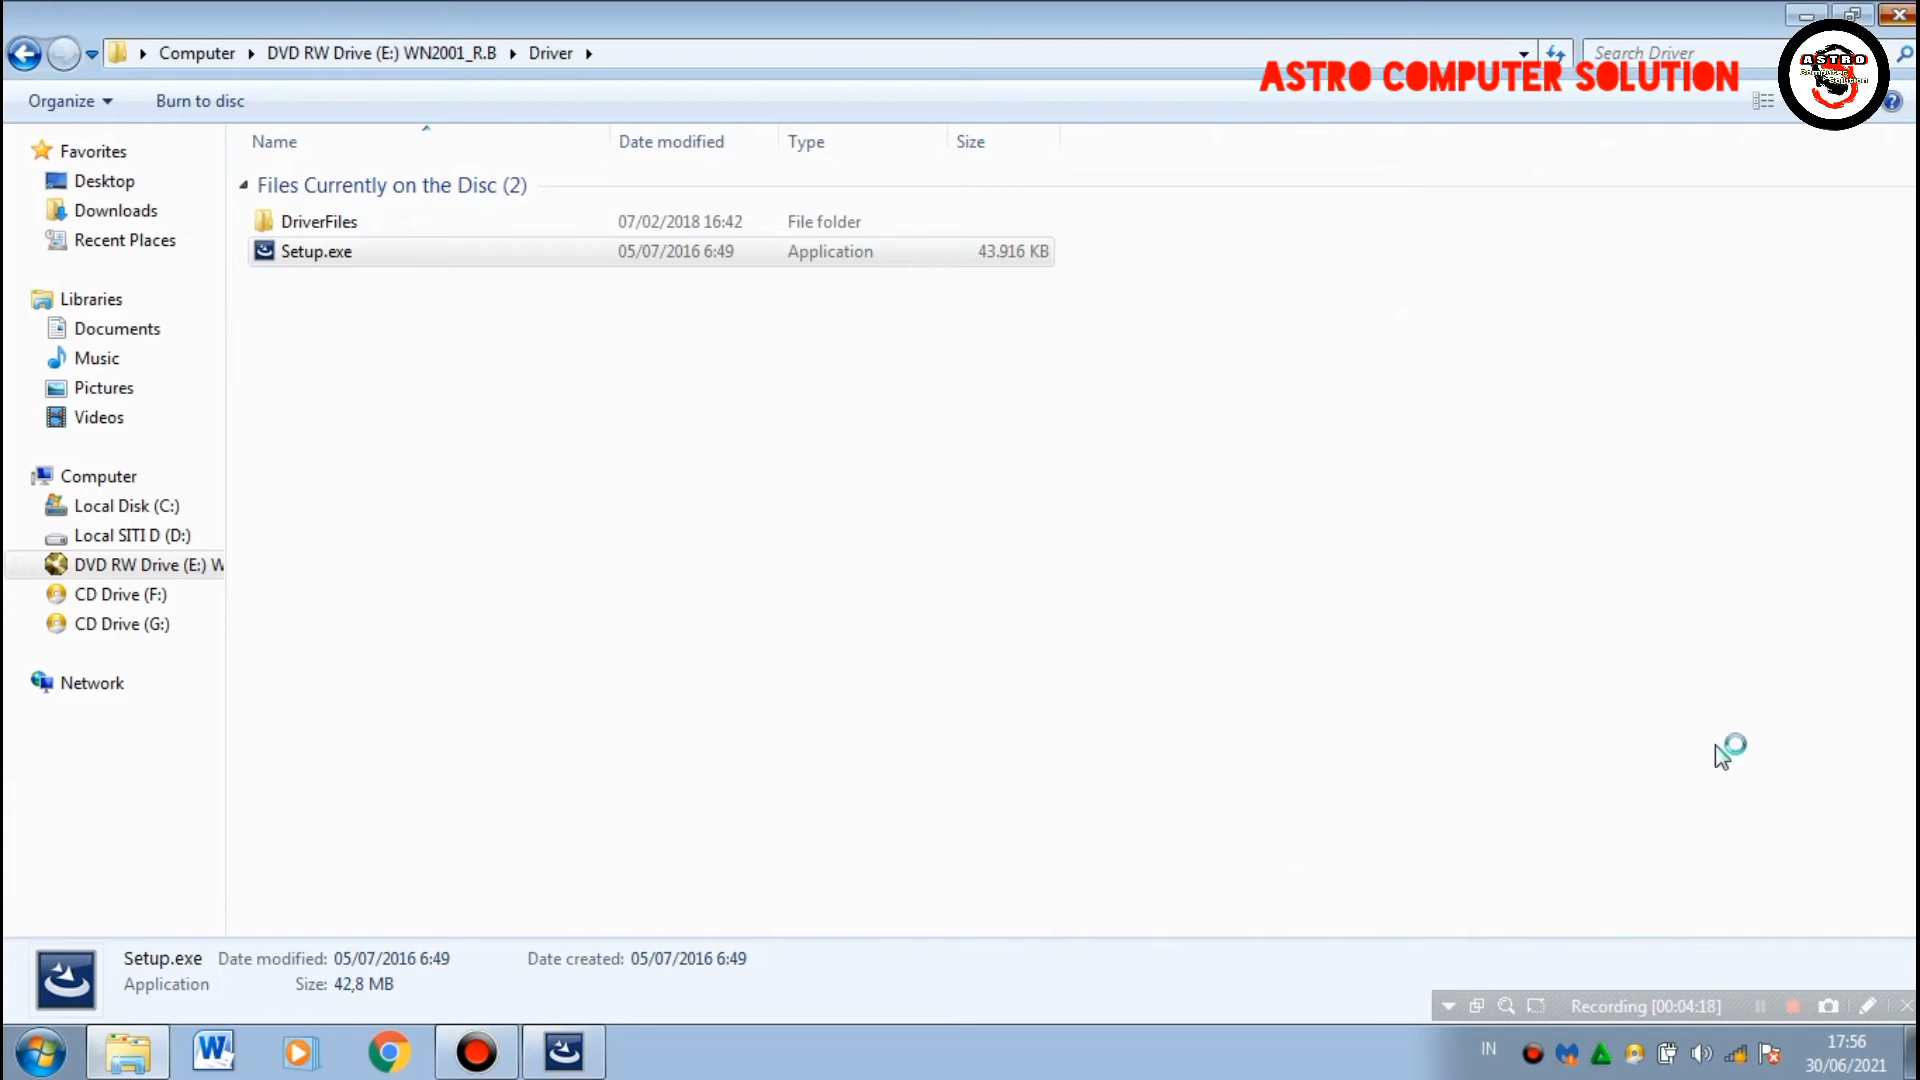 Computer
DVD RW Drive (E:) WN2001_R.B
Driver
Search Driver
ASTRO COMPUTER SOLUTION
ASTRO
Computer
Solution
Organize
Burn to disc
Name
Date modified
Type
Size
Favorites
Desktop
Downloads
Recent Places
Libraries
Documents
Music
Pictures
Videos
Computer
Local Disk (C:)
Local SITI D (D:)
DVD RW Drive (E:) W
CD Drive (F:)
CD Drive (G:)
Network
Files Currently on the Disc (2)
DriverFiles 07/02/2018 16:42 File folder
Setup.exe 05/07/2016 6:49 Application 43.916 KB
Setup.exe Date modified: 05/07/2016 6:49 Date created: 05/07/2016 6:49
Application Size: 42,8 MB
Recording [00:04:18]
IN
17:56
30/06/2021